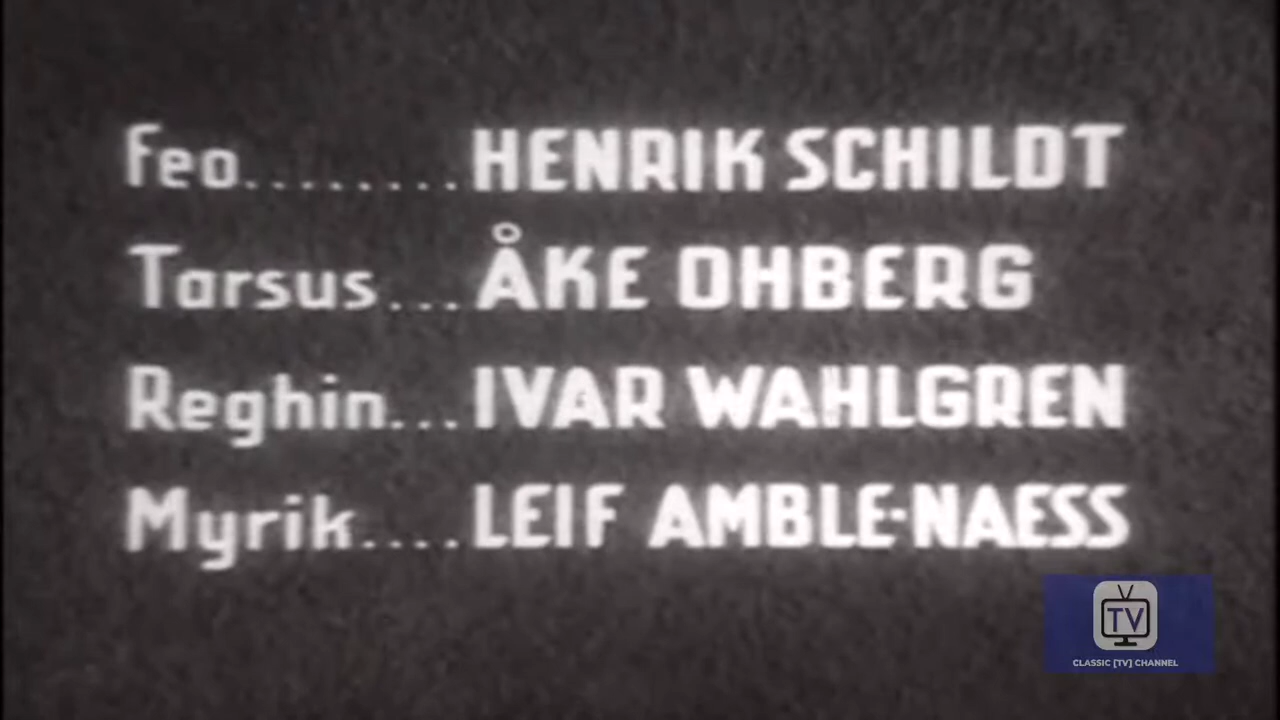 Feo.........HENRIK SCHILDT
Tarsus...ÅKE OHBERG
Reghin...IVAR WAHLGREN
Myrik....LEIF AMBLE-NAESS
TV
CLASSIC [TV] CHANNEL